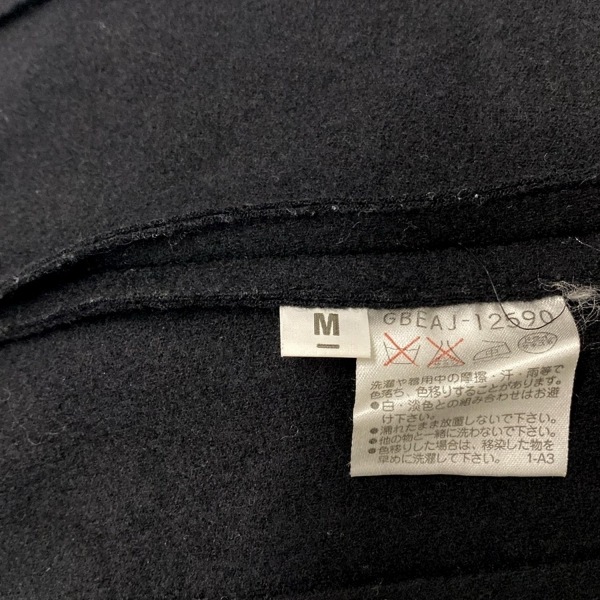 M
GBEAJ-12590
洗濯や着用中の摩擦・汗・雨等で
色落ち、色移りすることがあります。
●白・淡色との組み合わせはお避
け下さい。
●濡れたまま放置しないで下さい。
●他の物と一緒に洗わないで下さい。
●色移りした場合は、移染した物を
早めに洗濯して下さい。 1-A3